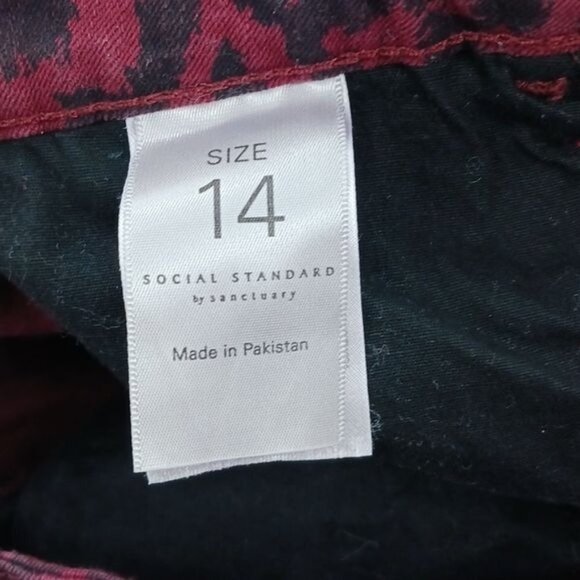 SIZE
14
SOCIAL STANDARD
by sanctuary
Made in Pakistan